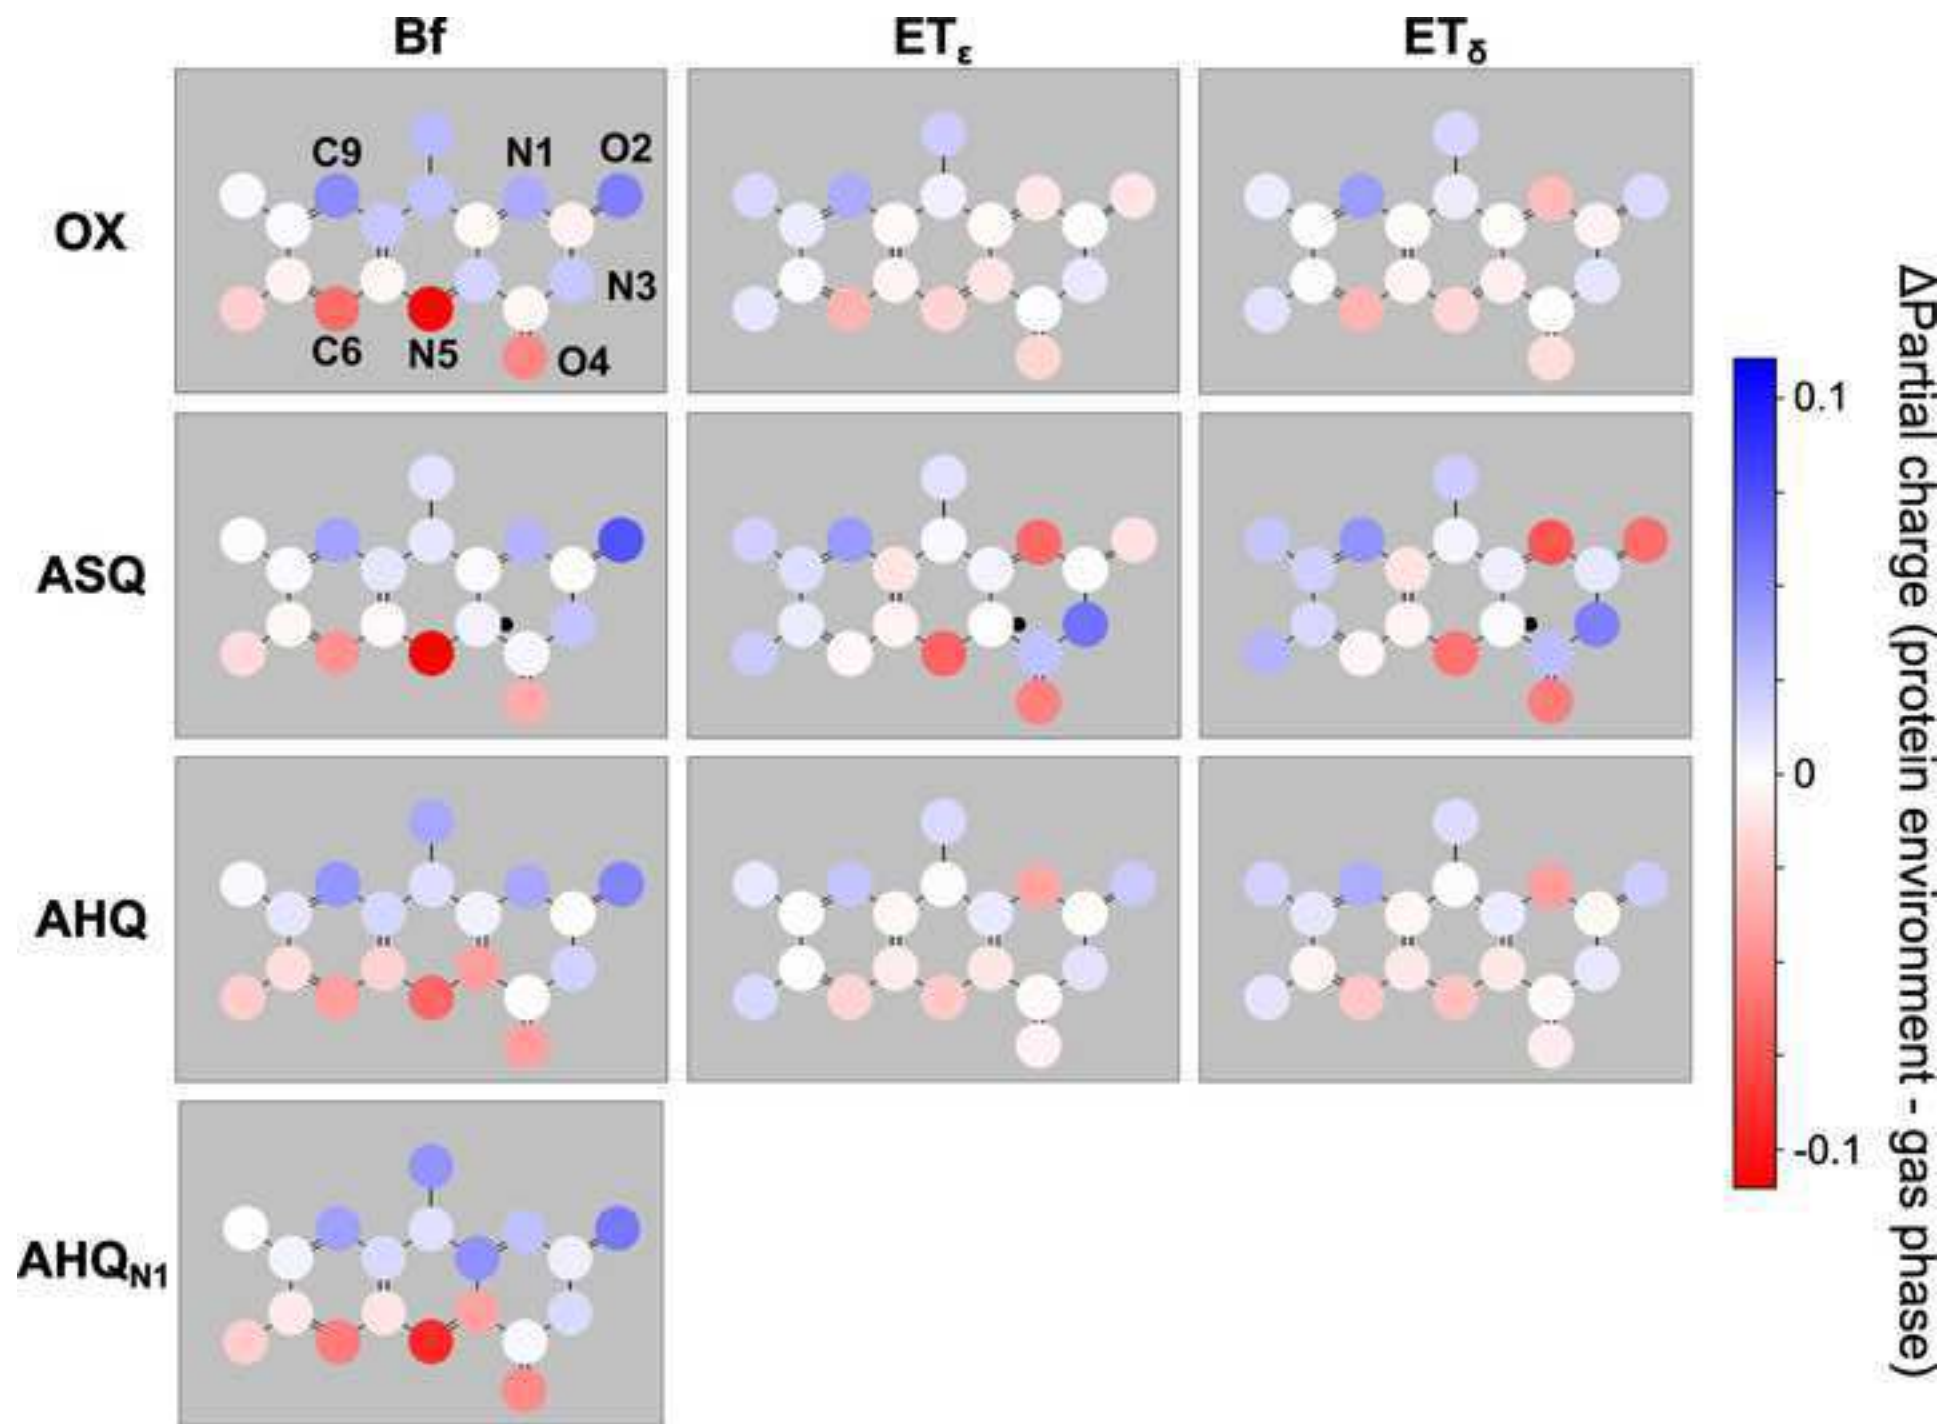 Bf ETε ETδ
OX
C9 N1 O2
N3
C6 N5 O4
ASQ
AHQ
AHQN1
0.1
0
-0.1
ΔPartial charge (protein environment - gas phase)